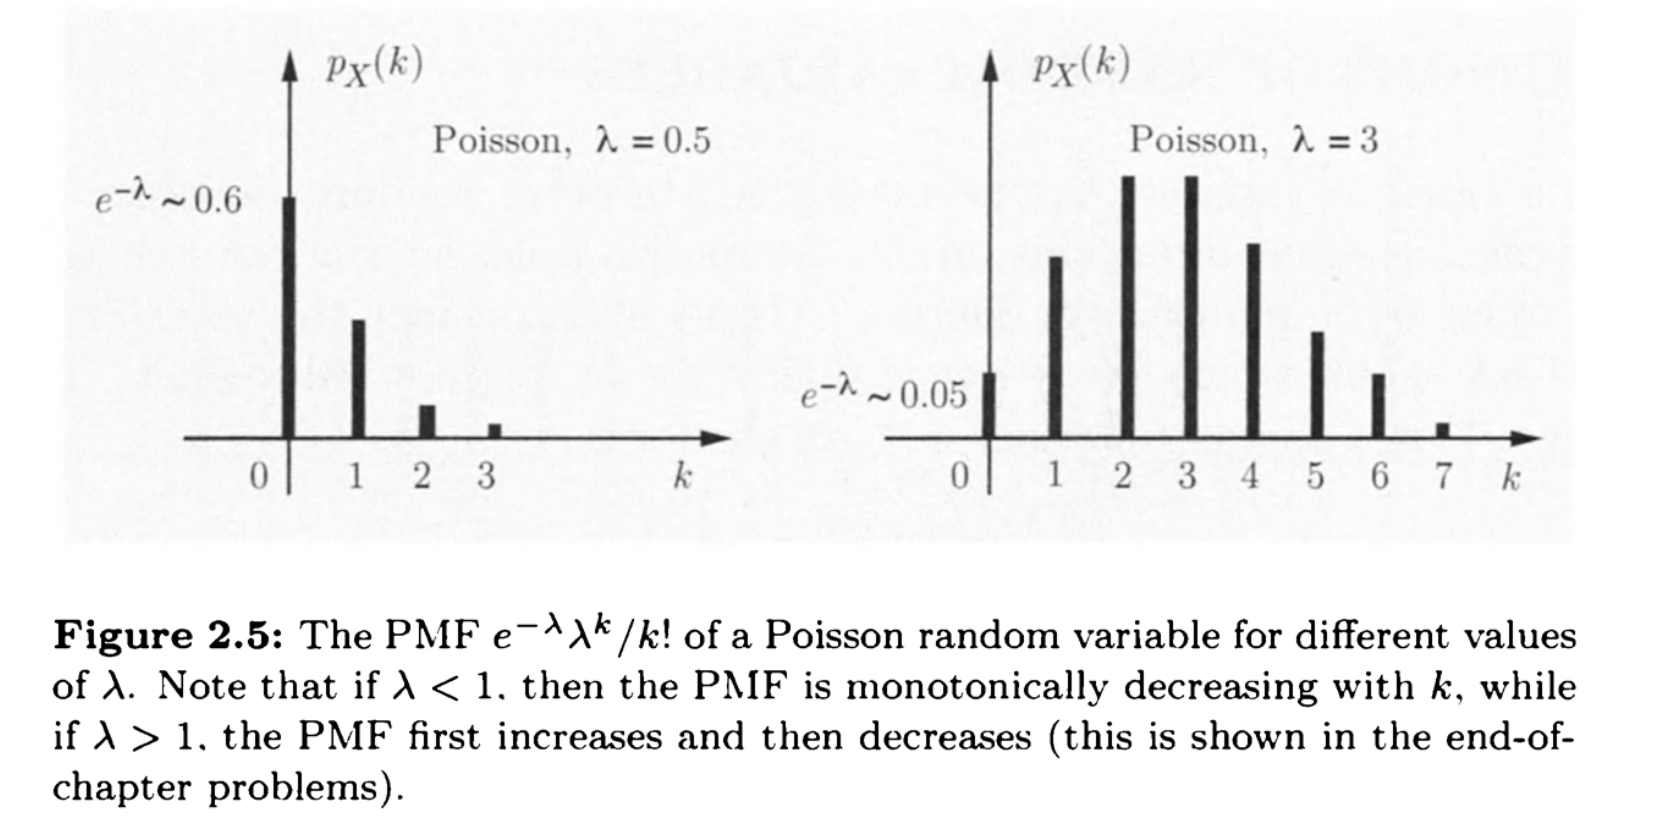 p_X(k)
Poisson, λ = 0.5
e^{-λ} ~ 0.6
0 1 2 3 k
p_X(k)
Poisson, λ = 3
e^{-λ} ~ 0.05
0 1 2 3 4 5 6 7 k
Figure 2.5: The PMF e^{-λ}λ^k/k! of a Poisson random variable for different values
of λ. Note that if λ < 1. then the PMF is monotonically decreasing with k, while
if λ > 1. the PMF first increases and then decreases (this is shown in the end-of-
chapter problems).